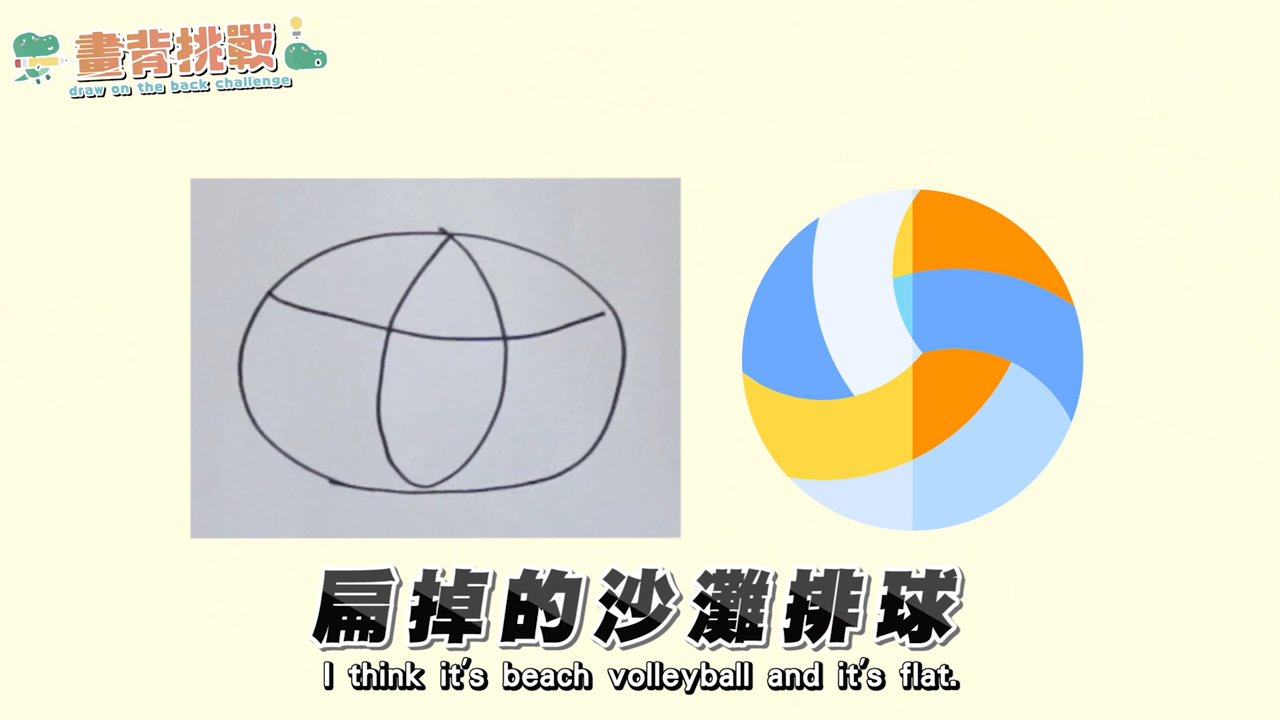 畫背挑戰
draw on the back challenge
扁掉的沙灘排球
I think it's beach volleyball and it's flat.